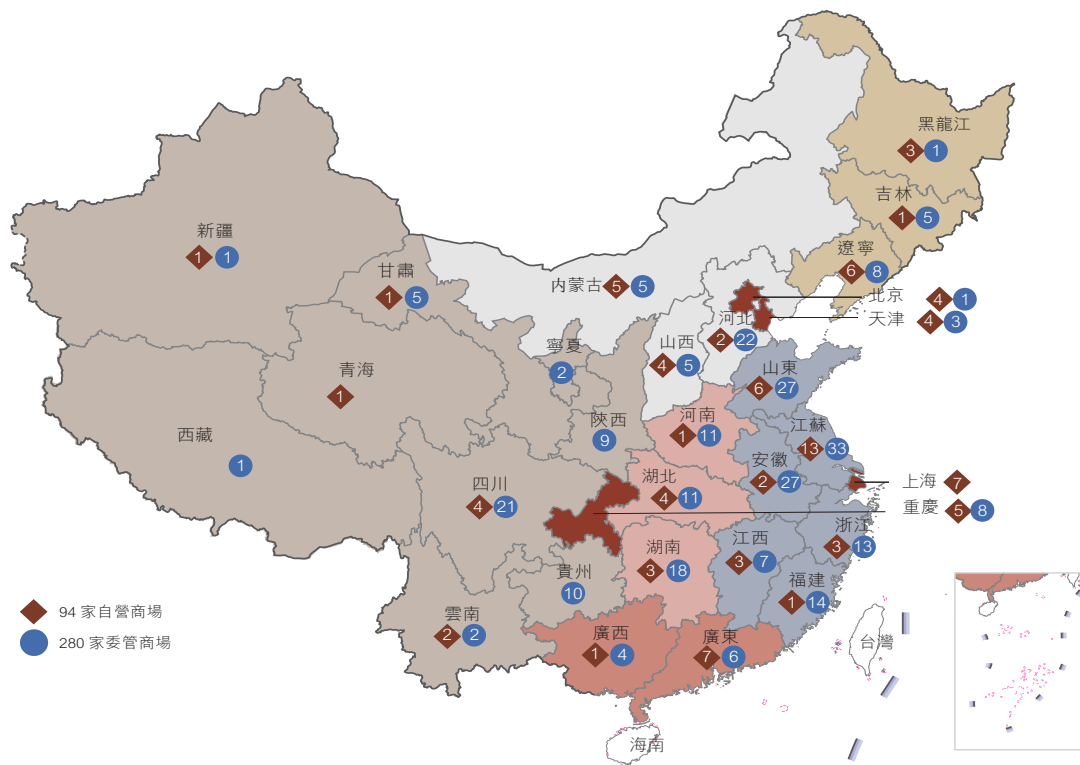 黑龍江
3 1
吉林
1 5
新疆
1 1
遼寧
6 8
甘肅
1 5
內蒙古 5 5
北京 4 1
天津 4 3
河北
2 22
山西
4 5
寧夏
2
青海
1
山東
6 27
陝西
9
河南
1 11
江蘇
13 33
西藏
1
安徽
2 27
四川
4 21
湖北
4 11
上海 7
重慶 5 8
浙江
3 13
江西
3 7
湖南
3 18
貴州
10
福建
1 14
94 家自營商場
280 家委管商場
雲南
2 2
廣西
1 4
廣東
7 6
台灣
海南